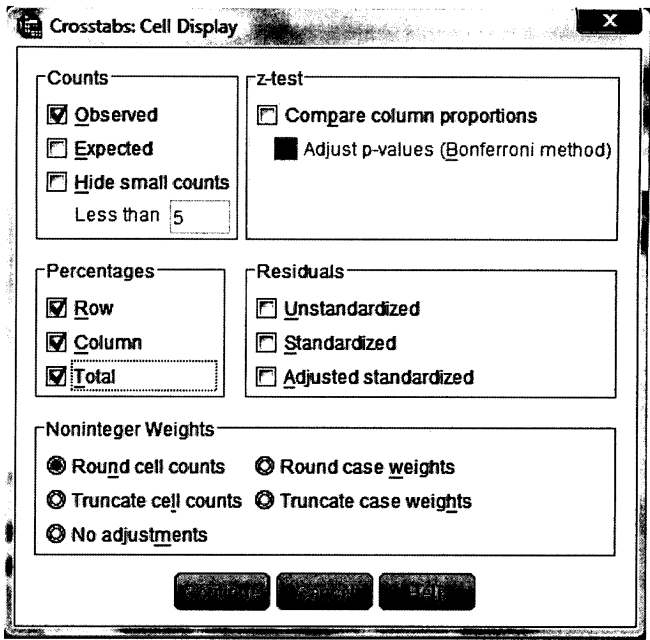 Crosstabs: Cell Display
X
Counts
Observed
Expected
Hide small counts
Less than 5
z-test
Compare column proportions
Adjust p-values (Bonferroni method)
Percentages
Row
Column
Total
Residuals
Unstandardized
Standardized
Adjusted standardized
Noninteger Weights
Round cell counts Round case weights
Truncate cell counts Truncate case weights
No adjustments